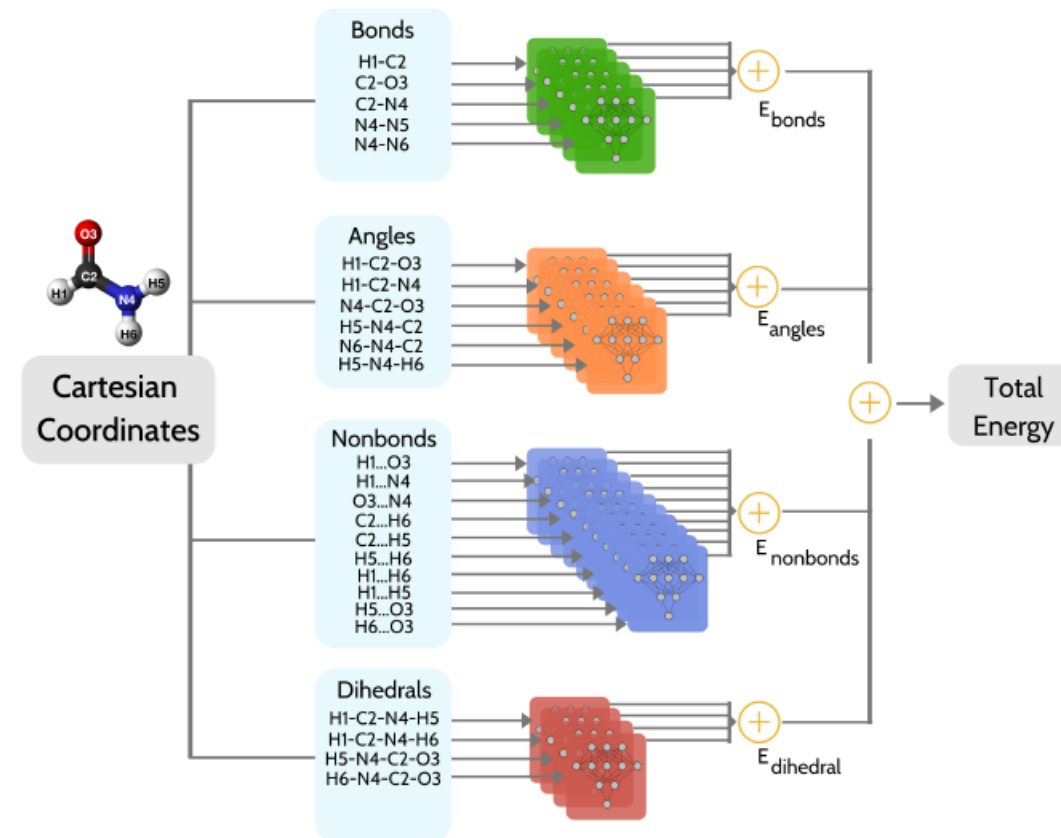 Bonds
H1-C2
C2-O3
C2-N4
N4-N5
N4-N6
E bonds
O3
C2
H1
N4
H5
H6
Cartesian
Coordinates
Angles
H1-C2-O3
H1-C2-N4
N4-C2-O3
H5-N4-C2
N6-N4-C2
H5-N4-H6
E angles
Nonbonds
H1...O3
H1...N4
O3...N4
C2...H6
C2...H5
H5...H6
H1...H6
H1...H5
H5...O3
H6...O3
E nonbonds
Dihedrals
H1-C2-N4-H5
H1-C2-N4-H6
H5-N4-C2-O3
H6-N4-C2-O3
E dihedral
Total
Energy